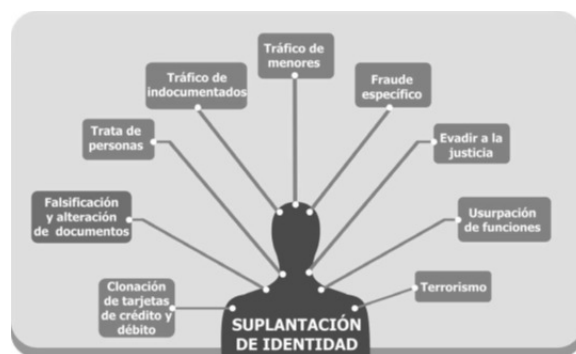 Tráfico de
menores
Tráfico de
indocumentados
Fraude
específico
Trata de
personas
Evadir a la
justicia
Falsificación
y alteración
de documentos
Usurpación
de funciones
Clonación
de tarjetas
de crédito y
débito
Terrorismo
SUPLANTACIÓN
DE IDENTIDAD